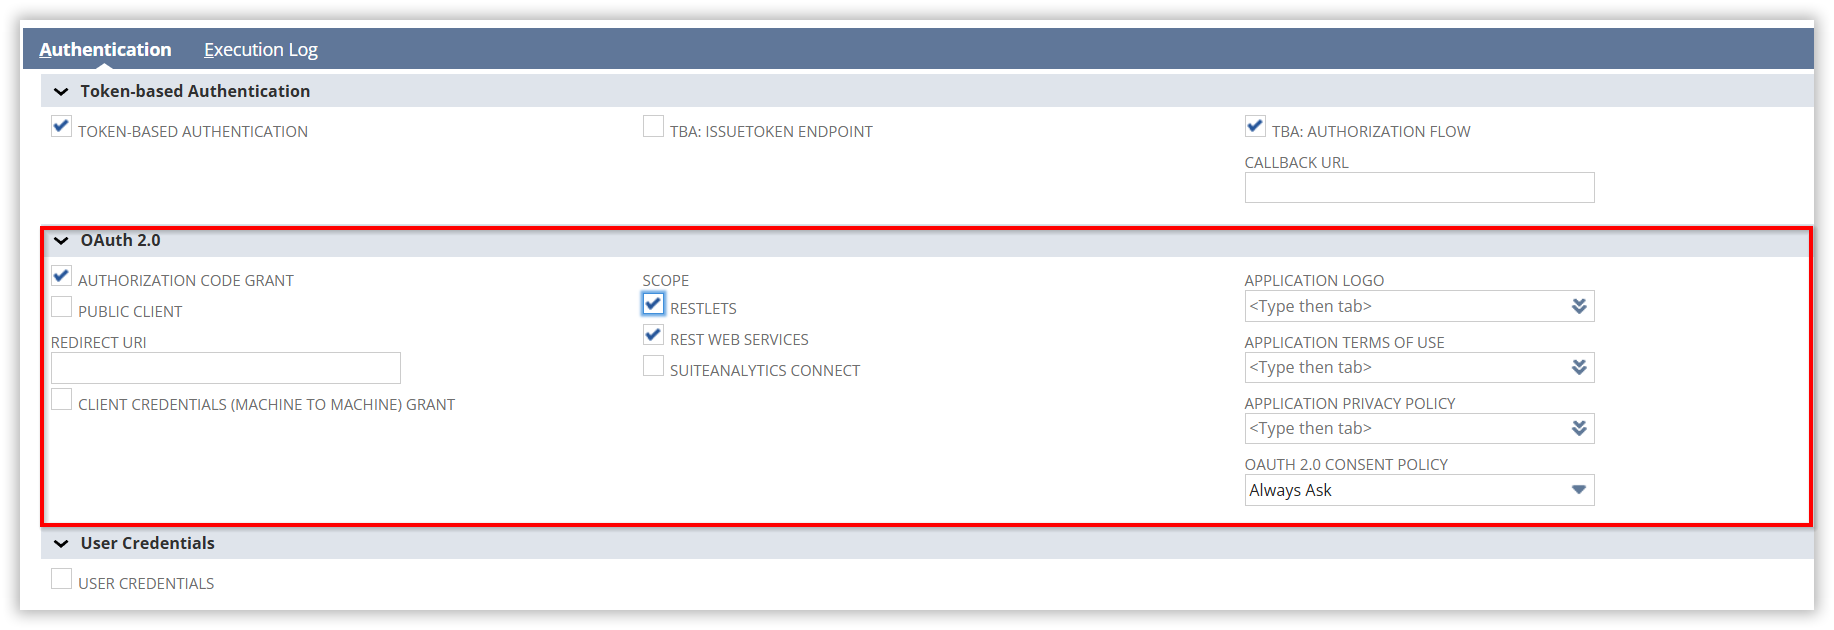 Authentication Execution Log
Token-based Authentication
TOKEN-BASED AUTHENTICATION
TBA: ISSUETOKEN ENDPOINT
TBA: AUTHORIZATION FLOW
CALLBACK URL
OAuth 2.0
AUTHORIZATION CODE GRANT
PUBLIC CLIENT
REDIRECT URI
CLIENT CREDENTIALS (MACHINE TO MACHINE) GRANT
SCOPE
RESTLETS
REST WEB SERVICES
SUITEANALYTICS CONNECT
APPLICATION LOGO
<Type then tab>
APPLICATION TERMS OF USE
<Type then tab>
APPLICATION PRIVACY POLICY
<Type then tab>
OAUTH 2.0 CONSENT POLICY
Always Ask
User Credentials
USER CREDENTIALS